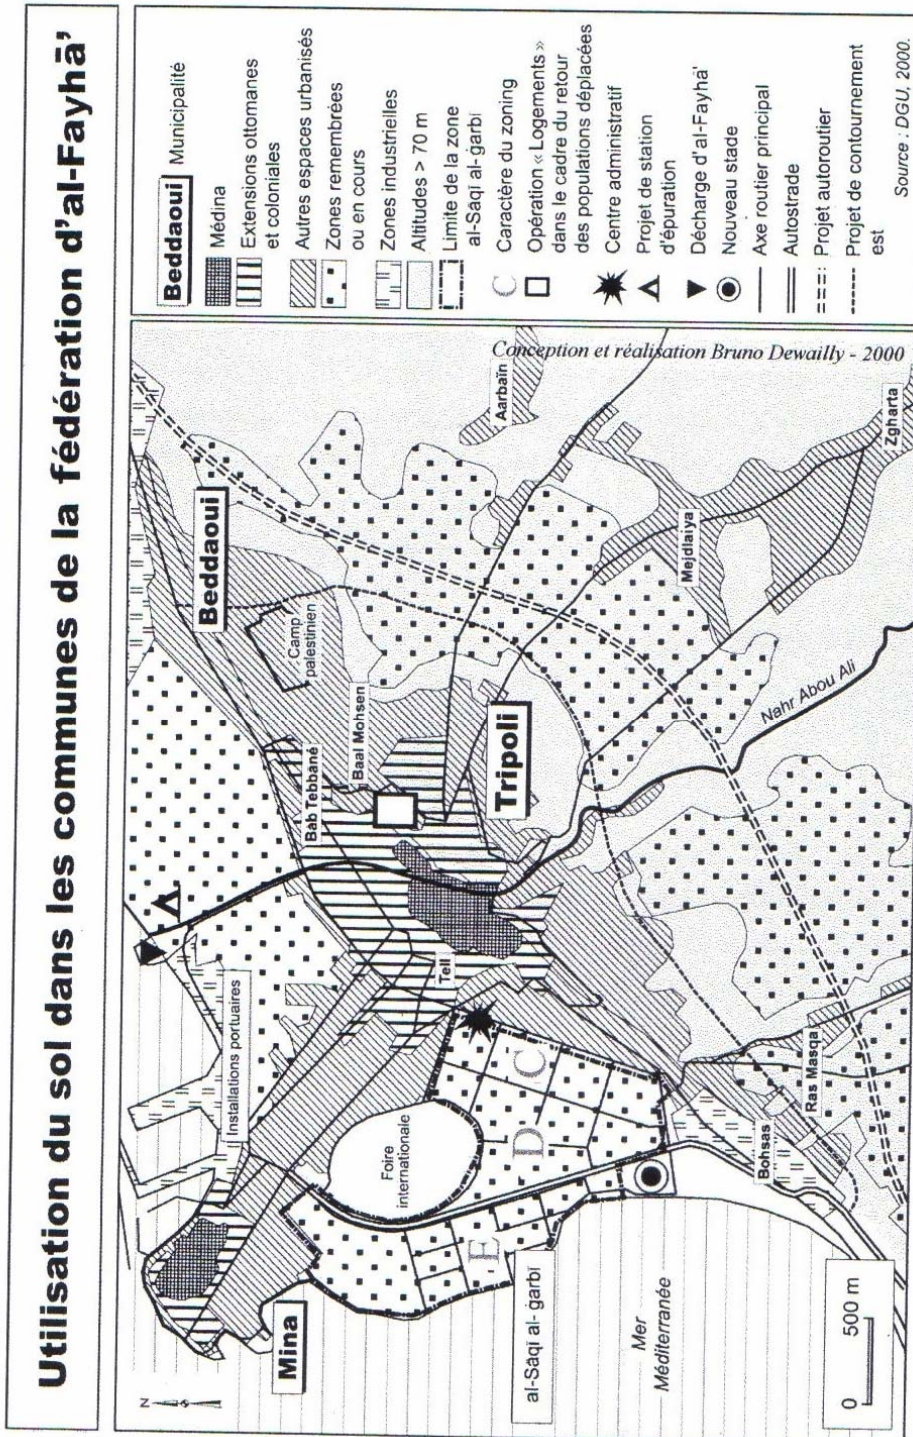 Utilisation du sol dans les communes de la fédération d'al-Fayhā'
Beddaoui
Municipalité
Médina
Extensions ottomanes
et coloniales
Autres espaces urbanisés
Zones remembrées
ou en cours
Zones industrielles
Altitudes > 70 m
Limite de la zone
al-Sāqī al-ġarbī
C
Caractère du zoning
Opération « Logements »
dans le cadre du retour
des populations déplacées
Centre administratif
Projet de station
d'épuration
Décharge d'al-Fayhā'
Nouveau stade
Axe routier principal
Autostrade
Projet autoroutier
Projet de contournement
est
Source : DGU, 2000.
N
Mina
Installations portuaires
Foire
internationale
E
D
C
al-Sāqī al-ġarbī
Mer
Méditerranée
0 500 m
Tell
Bab Tebbané
Baal Mohsen
Camp
palestinien
Beddaoui
Tripoli
Bohsas
Ras Masqa
Nahr Abou Ali
Mejdlaiya
Aarbaïn
Zgharta
Conception et réalisation Bruno Dewailly - 2000